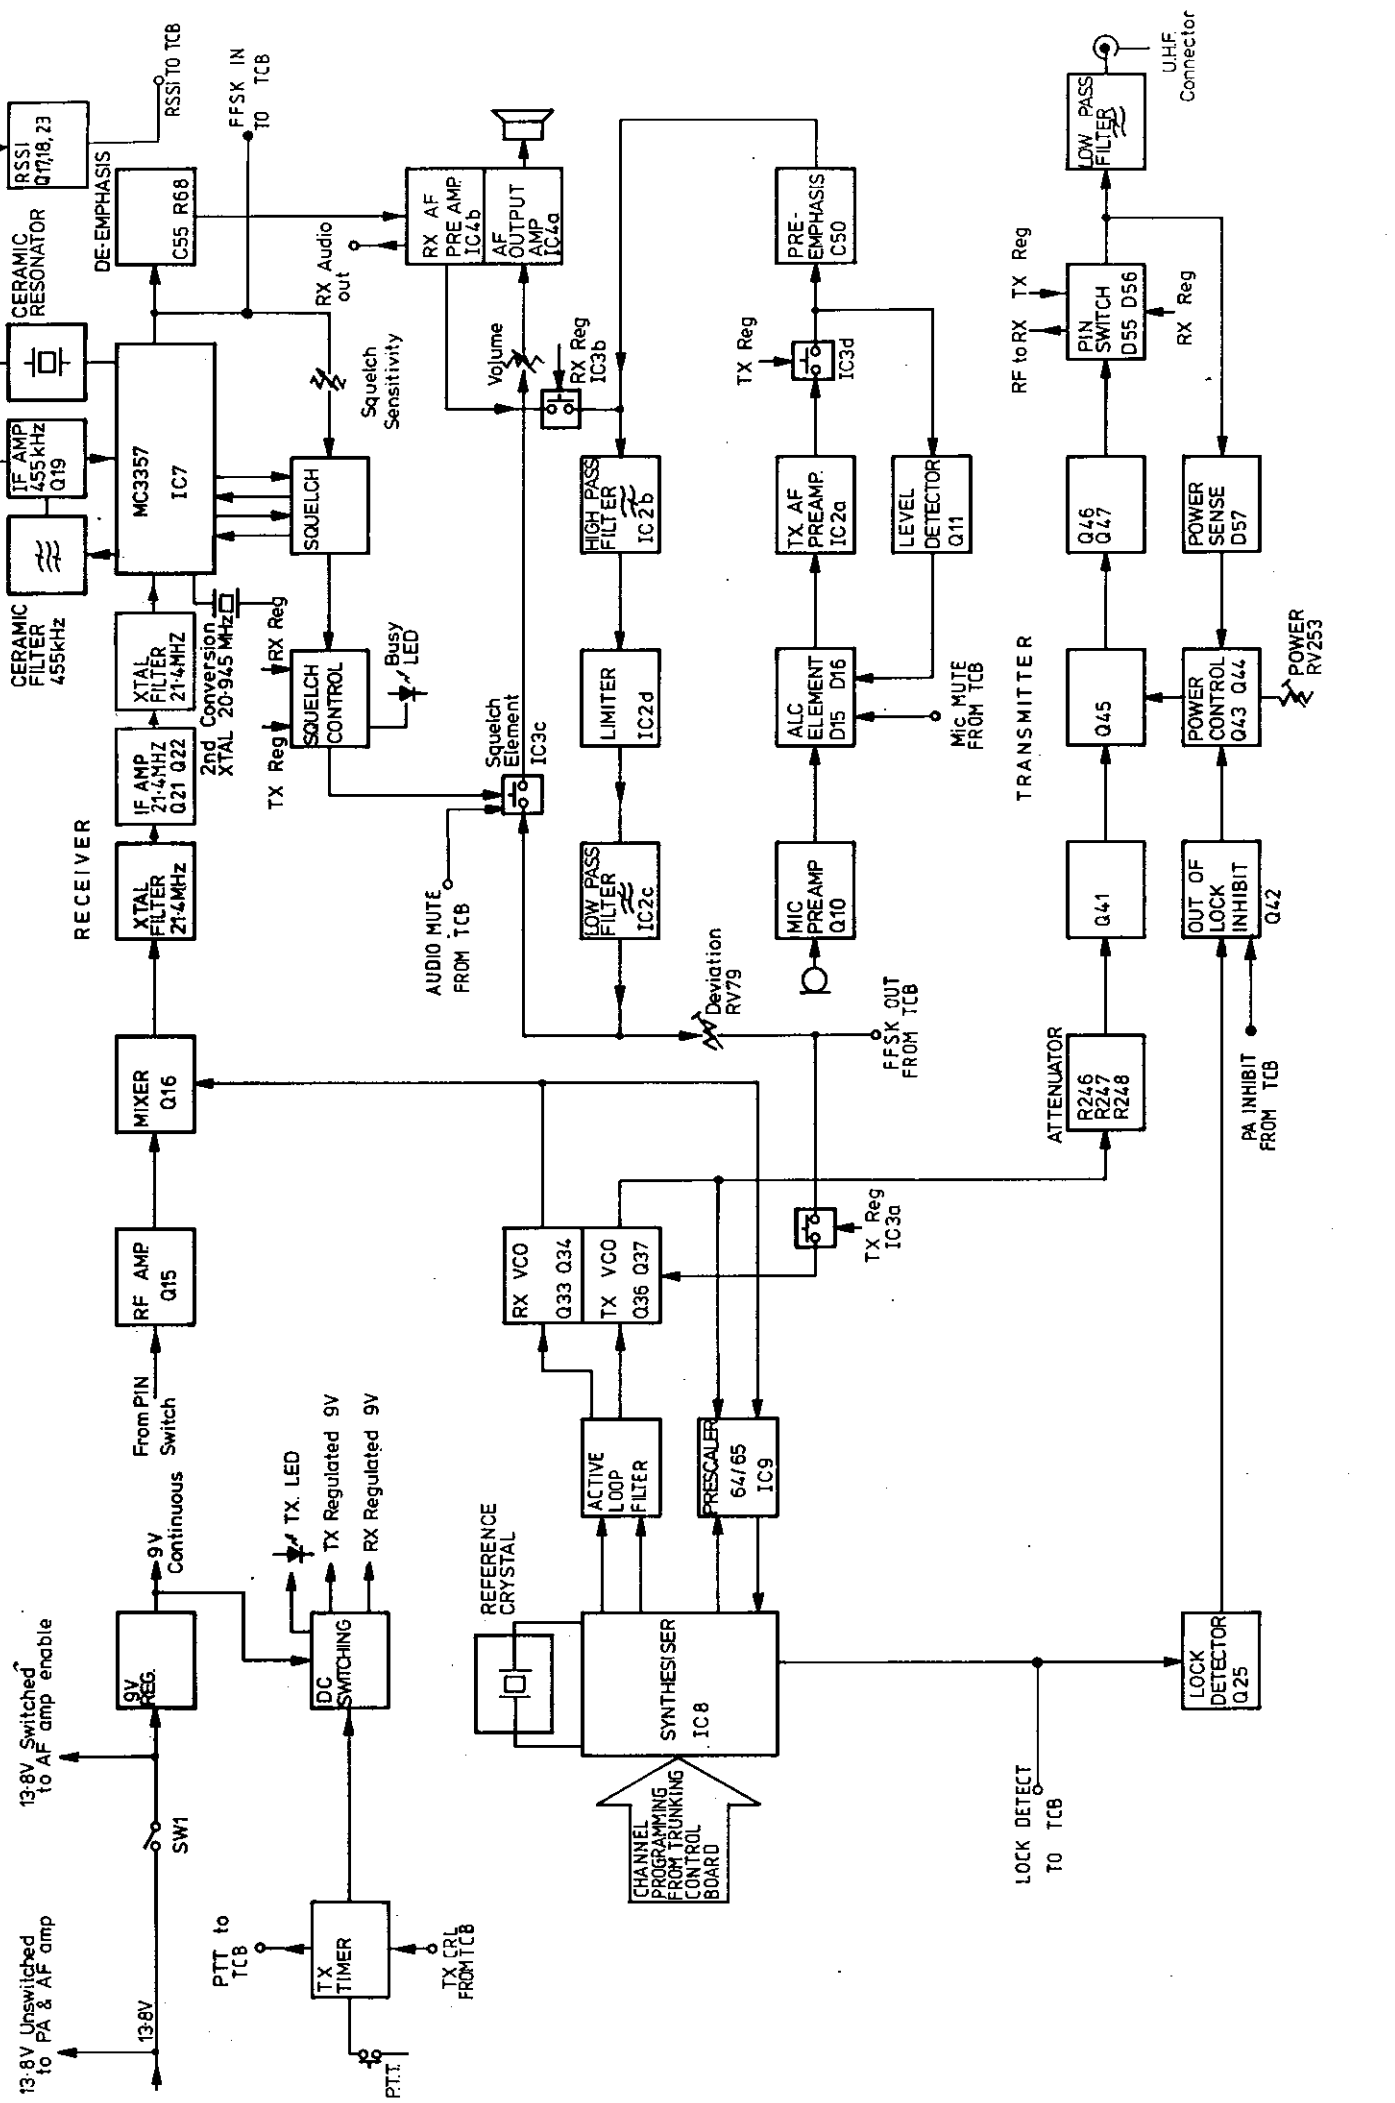 13·8V Unswitched
to PA & AF amp
13·8V
13·8V Switched
to AF amp enable
SW1
9V
REG.
9V
Continuous
PTT to
TCB
TX
TIMER
P.T.T.
TX CRL
FROM TCB
DC
SWITCHING
TX. LED
TX Regulated 9V
RX Regulated 9V
RECEIVER
From PIN
Switch
RF AMP.
Q15
MIXER
Q16
XTAL
FILTER
21·4MHz
IF AMP
21·4MHZ
Q21 Q22
XTAL
FILTER
21·4MHZ
2nd Conversion
XTAL 20·945MHz
CERAMIC
FILTER
455kHz
IF AMP
455kHz
Q19
MC3357
IC7
CERAMIC
RESONATOR
DE-EMPHASIS
C55 R68
RSSI
Q17,18, 23
RSSI TO TCB
FFSK IN
TO TCB
TX Reg
RX Reg
SQUELCH
CONTROL
Busy
LED
SQUELCH
Squelch
Sensitivity
AUDIO MUTE
FROM TCB
Squelch
Element
IC3c
Volume
RX Audio
out
RX AF
PRE AMP.
IC4b
AF
OUTPUT
AMP
IC4a
RX Reg
IC3b
LOW PASS
FILTER
IC2c
LIMITER
IC2d
HIGH PASS
FILTER
IC2b
Deviation
RV79
FFSK OUT
FROM TCB
MIC
PREAMP
Q10
ALC
ELEMENT
D15 D16
Mic MUTE
FROM TCB
TX AF
PREAMP.
IC2a
LEVEL
DETECTOR
Q11
TX Reg
IC3d
PRE-
EMPHASIS
C50
REFERENCE
CRYSTAL
CHANNEL
PROGRAMMING
FROM TRUNKING
CONTROL
BOARD
SYNTHESISER
IC8
ACTIVE
LOOP
FILTER
PRESCALER
64/65
IC9
RX VCO
Q33 Q34
TX VCO
Q36 Q37
TX Reg
IC3a
LOCK DETECT
TO TCB
LOCK
DETECTOR
Q25
TRANSMITTER
ATTENUATOR
R246
R247
R248
Q41
Q45
Q46
Q47
RF to RX
TX Reg
PIN
SWITCH
D55 D56
RX Reg
LOW PASS
FILTER
U.H.F.
Connector
PA INHIBIT
FROM TCB
OUT OF
LOCK
INHIBIT
Q42
POWER
CONTROL
Q43 Q44
POWER
RV253
POWER
SENSE
D57